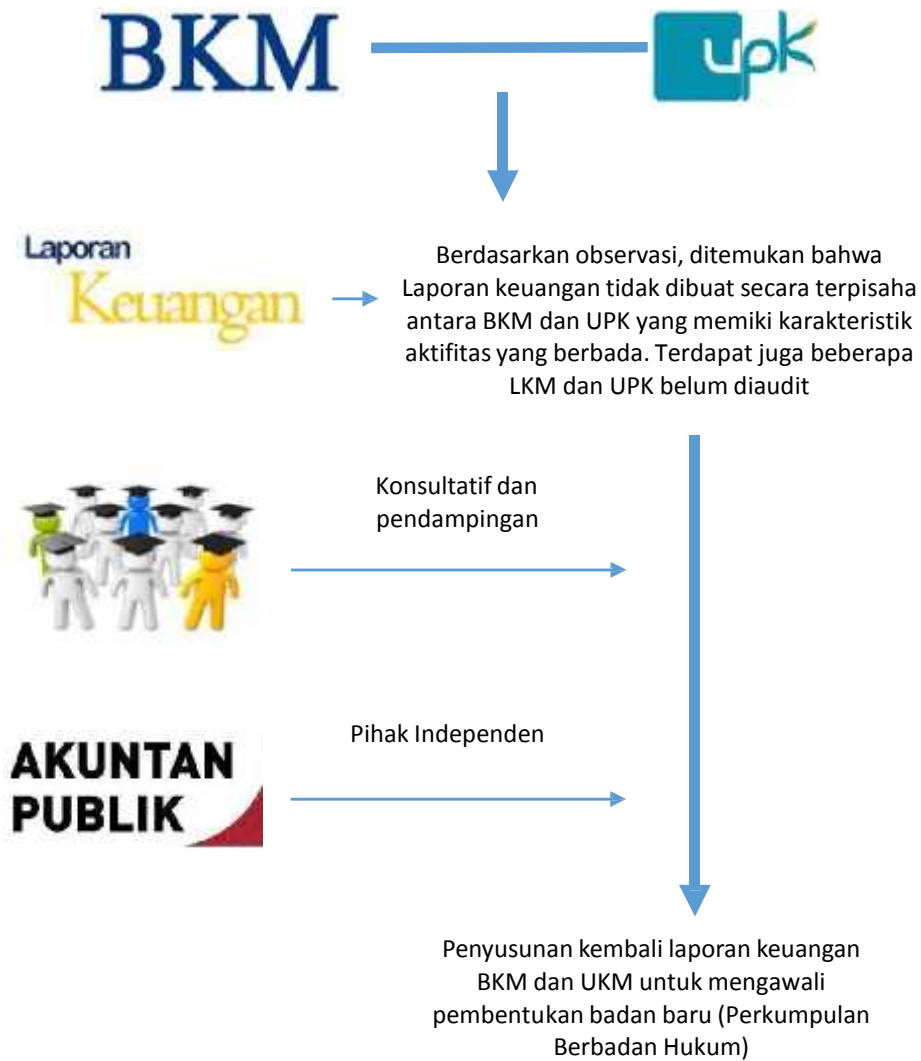 BKM
upk
Laporan
Keuangan
Berdasarkan observasi, ditemukan bahwa
Laporan keuangan tidak dibuat secara terpisaha
antara BKM dan UPK yang memiki karakteristik
aktifitas yang berbada. Terdapat juga beberapa
LKM dan UPK belum diaudit
Konsultatif dan
pendampingan
AKUNTAN
PUBLIK
Pihak Independen
Penyusunan kembali laporan keuangan
BKM dan UKM untuk mengawali
pembentukan badan baru (Perkumpulan
Berbadan Hukum)